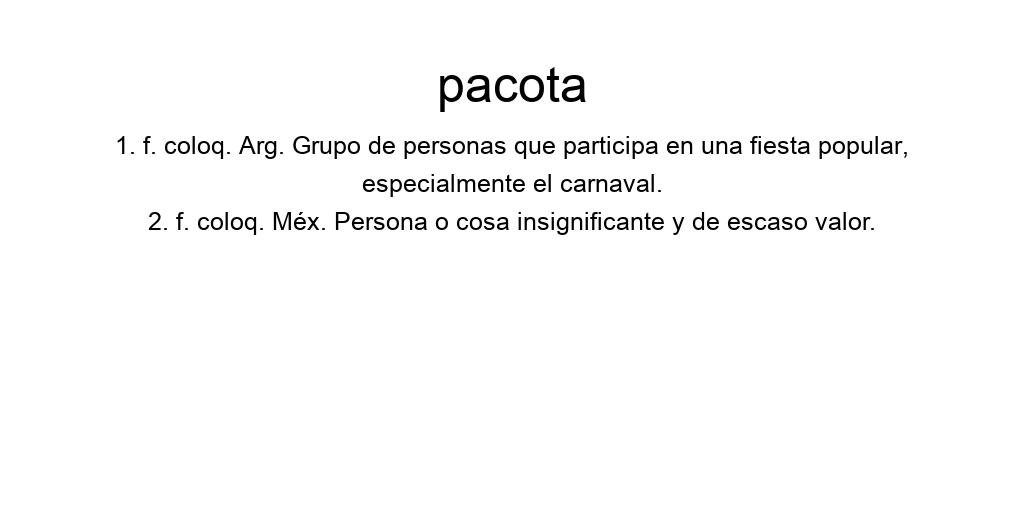 pacota
1. f. coloq. Arg. Grupo de personas que participa en una fiesta popular,
especialmente el carnaval.
2. f. coloq. Méx. Persona o cosa insignificante y de escaso valor.